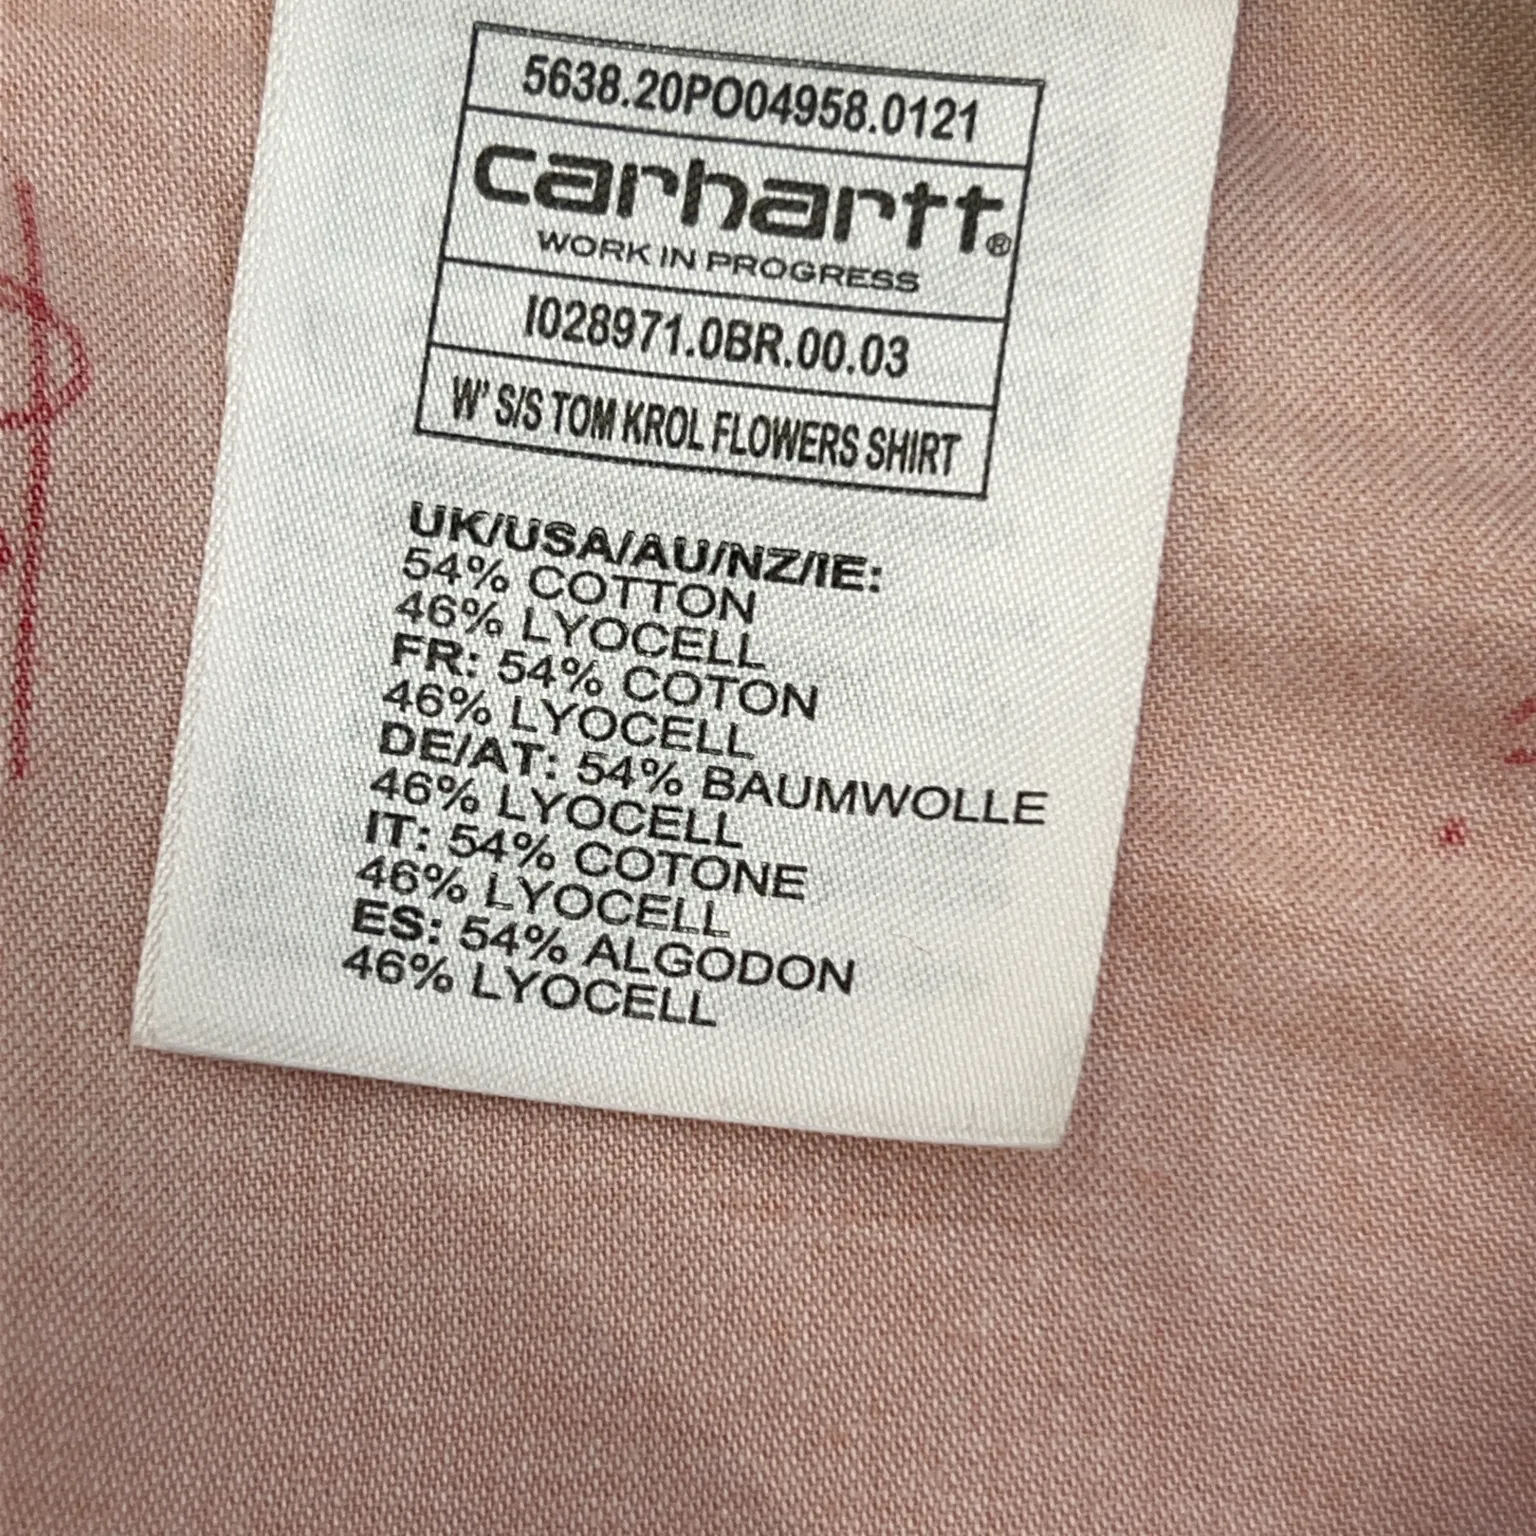 5638.20PO04958.0121
carhartt®
WORK IN PROGRESS
I028971.0BR.00.03
W' S/S TOM KROL FLOWERS SHIRT
UK/USA/AU/NZ/IE:
54% COTTON
46% LYOCELL
FR: 54% COTON
46% LYOCELL
DE/AT: 54% BAUMWOLLE
46% LYOCELL
IT: 54% COTONE
46% LYOCELL
ES: 54% ALGODON
46% LYOCELL